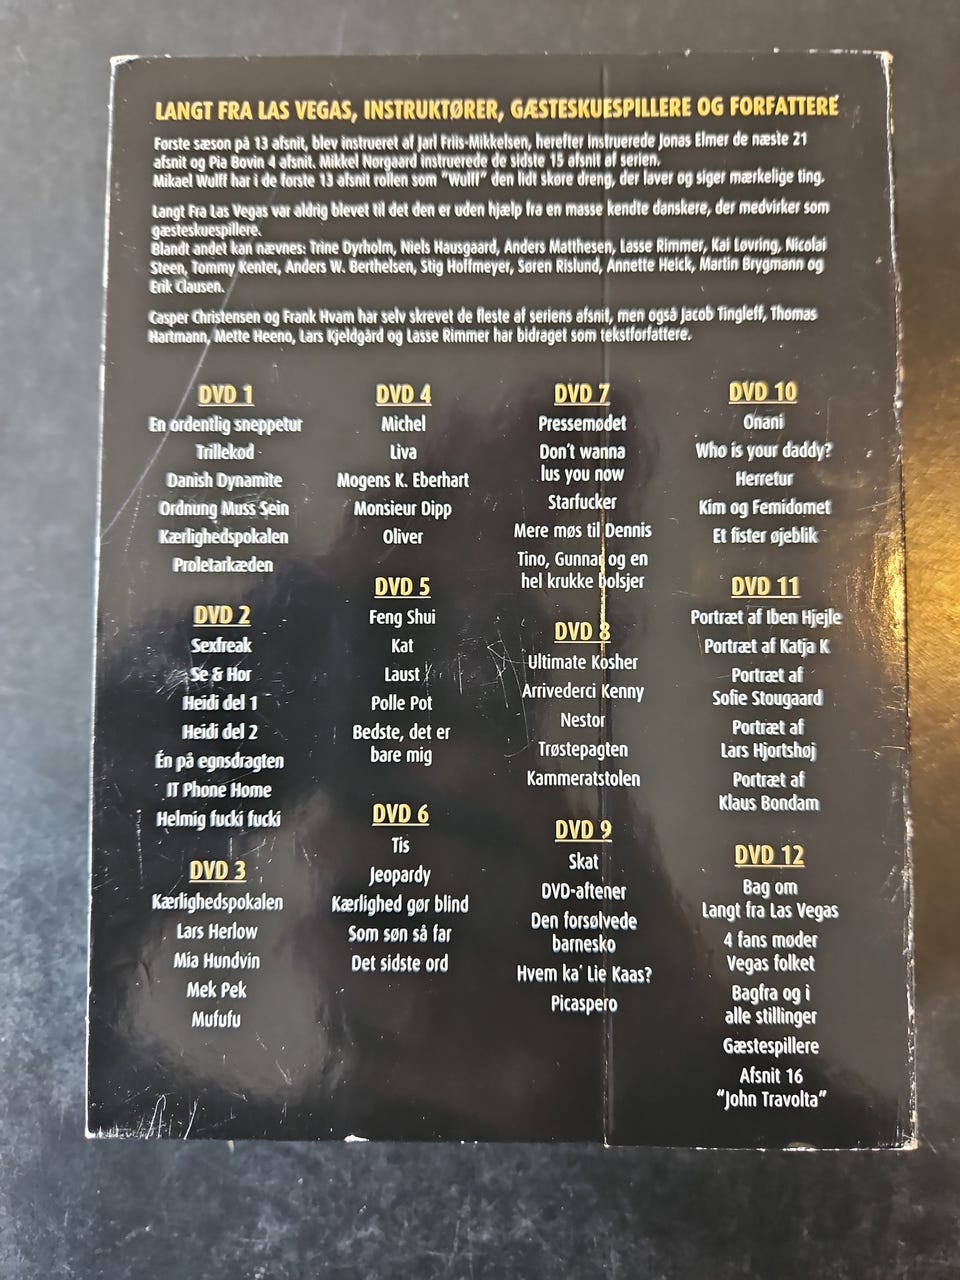 LANGT FRA LAS VEGAS, INSTRUKTØRER, GÆSTESKUESPILLERE OG FORFATTERE
Første sæson på 13 afsnit, blev instrueret af Jarl Friis-Mikkelsen, herefter instruerede Jonas Elmer de næste 21
afsnit og Pia Bovin 4 afsnit. Mikkel Nørgaard instruerede de sidste 15 afsnit af serien.
Mikael Wulff har i de første 13 afsnit rollen som "Wulff" den lidt skøre dreng, der laver og siger mærkelige ting.
Langt Fra Las Vegas var aldrig blevet til det den er uden hjælp fra en masse kendte danskere, der medvirker som
gæsteskuespillere.
Blandt andet kan nævnes: Trine Dyrholm, Niels Hausgaard, Anders Matthesen, Lasse Rimmer, Kai Løvring, Nicolai
Steen, Tommy Kenter, Anders W. Berthelsen, Stig Hoffmeyer, Søren Rislund, Annette Heick, Martin Brygmann og
Erik Clausen.
Casper Christensen og Frank Hvam har selv skrevet de fleste af seriens afsnit, men også Jacob Tingleff, Thomas
Hartmann, Mette Heeno, Lars Kjeldgård og Lasse Rimmer har bidraget som tekstforfattere.
DVD 1
En ordentlig sneppetur
Trillekød
Danish Dynamite
Ordnung Muss Sein
Kærlighedspokalen
Proletarkæden
DVD 2
Sexfreak
Se & Hor
Heidi del 1
Heidi del 2
Én på egnsdragten
IT Phone Home
Helmig fucki fucki
DVD 3
Kærlighedspokalen
Lars Herlow
Mia Hundvin
Mek Pek
Mufufu
DVD 4
Michel
Liva
Mogens K. Eberhart
Monsieur Dipp
Oliver
DVD 5
Feng Shui
Kat
Laust
Polle Pot
Bedste, det er
bare mig
DVD 6
Tis
Jeopardy
Kærlighed gør blind
Som søn så far
Det sidste ord
DVD 7
Pressemødet
Don't wanna
lus you now
Starfucker
Mere møs til Dennis
Tino, Gunnar og en
hel krukke bolsjer
DVD 8
Ultimate Kosher
Arrivederci Kenny
Nestor
Trøstepagten
Kammeratstolen
DVD 9
Skat
DVD-aftener
Den forsølvede
barnesko
Hvem ka' Lie Kaas?
Picaspero
DVD 10
Onani
Who is your daddy?
Herretur
Kim og Femidomet
Et fister øjeblik
DVD 11
Portræt af Iben Hjejle
Portræt af Katja K
Portræt af
Sofie Stougaard
Portræt af
Lars Hjortshøj
Portræt af
Klaus Bondam
DVD 12
Bag om
Langt fra Las Vegas
4 fans møder
Vegas folket
Bagfra og i
alle stillinger
Gæstespillere
Afsnit 16
"John Travolta"